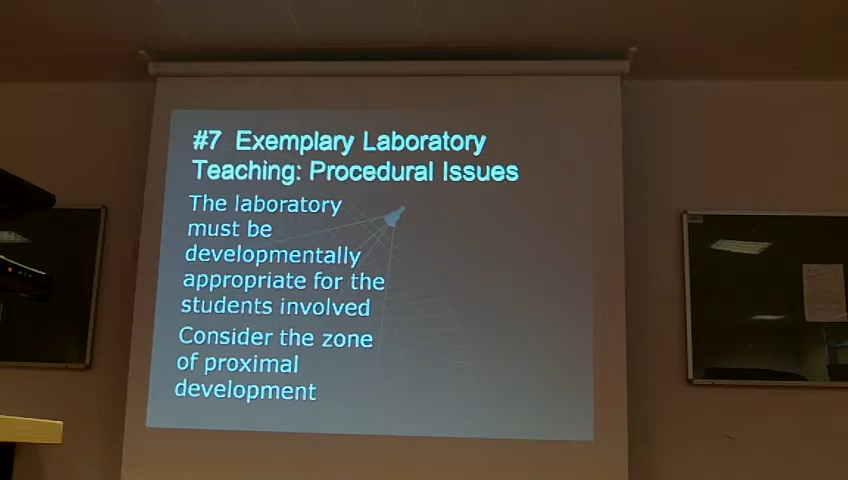 #7 Exemplary Laboratory
Teaching: Procedural Issues
The laboratory
must be
developmentally
appropriate for the
students involved
Consider the zone
of proximal
development